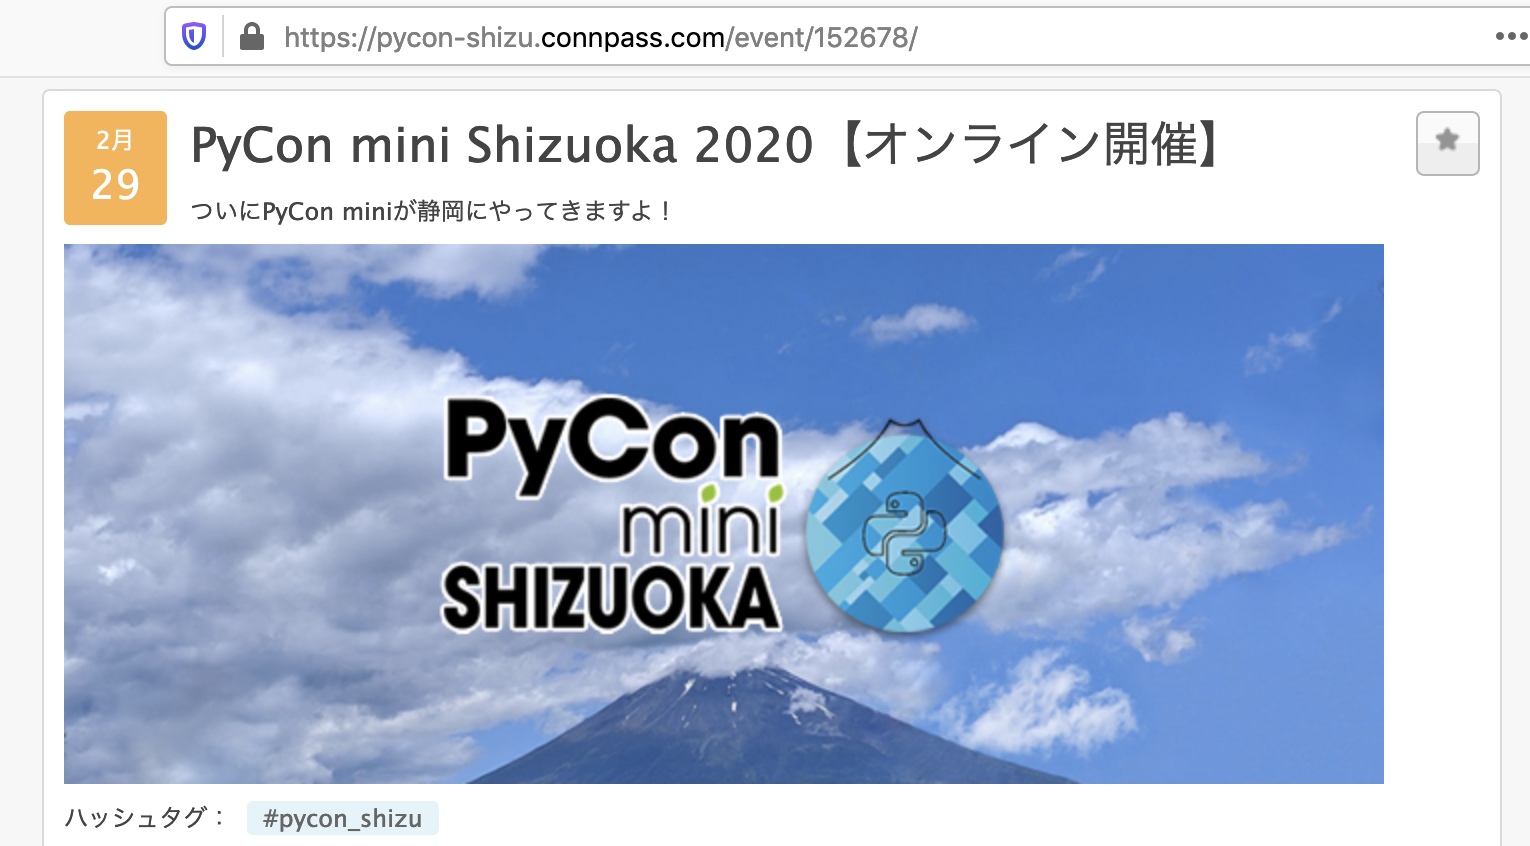 https://pycon-shizu.connpass.com/event/152678/
2月
29
PyCon mini Shizuoka 2020【オンライン開催】
ついにPyCon miniが静岡にやってきますよ！
PyCon
mini
SHIZUOKA
ハッシュタグ： #pycon_shizu